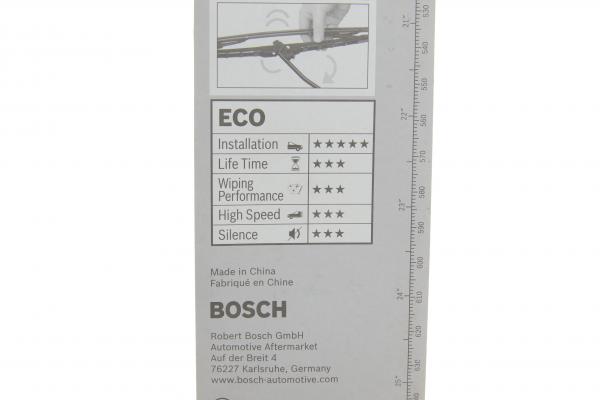 ECO
Installation ★★★★★
Life Time ★★★
Wiping
Performance ★★★
High Speed ★★★
Silence ★★★
Made in China
Fabriqué en Chine
BOSCH
Robert Bosch GmbH
Automotive Aftermarket
Auf der Breit 4
76227 Karlsruhe, Germany
www.bosch-automotive.com
21"
530
540
550
22"
560
570
580
23"
590
600
24"
610
620
630
25"